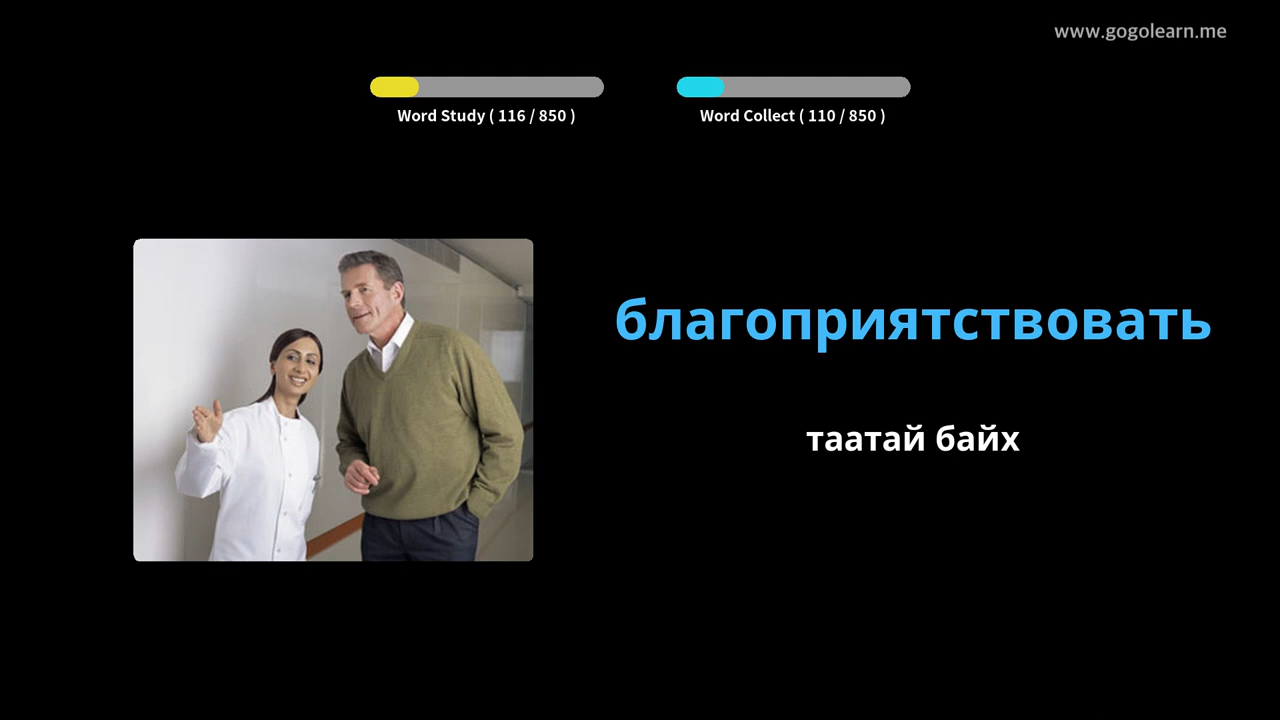 www.gogolearn.me
Word Study ( 116 / 850 )
Word Collect ( 110 / 850 )
благоприятствовать
таатай байх